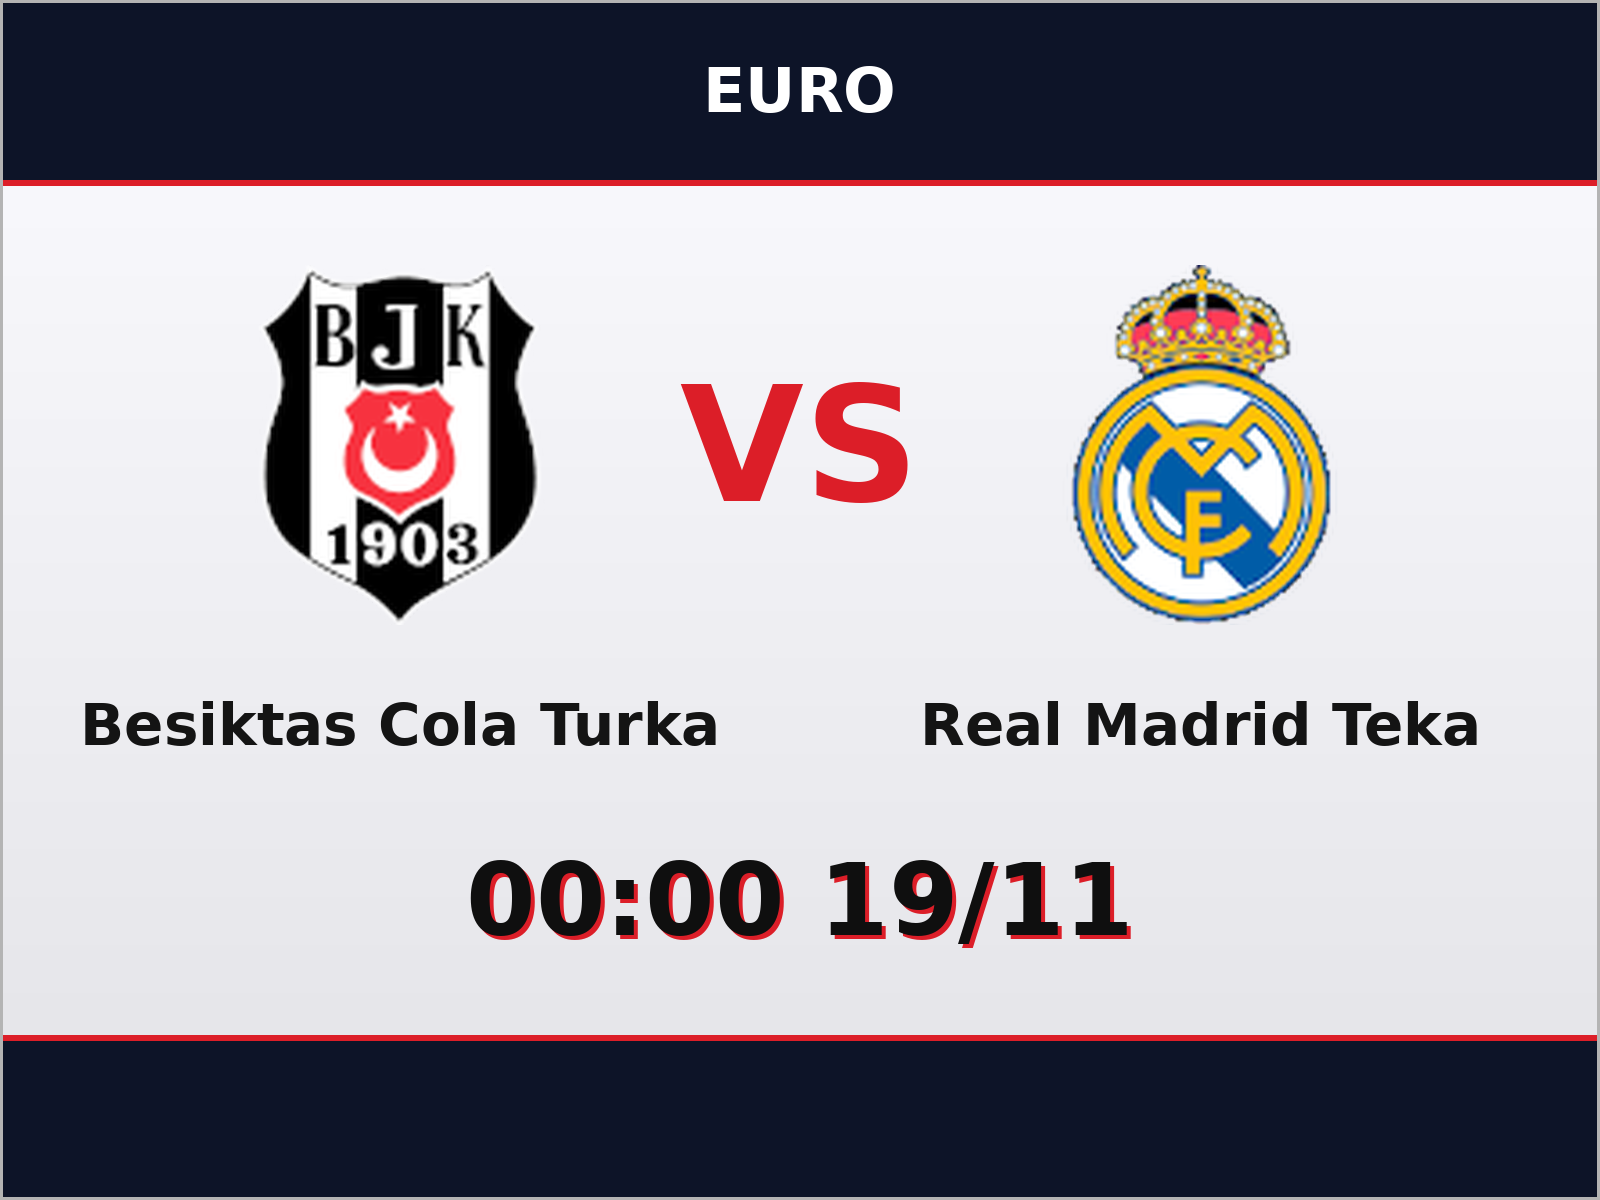 EURO
BJK
1903
VS
Besiktas Cola Turka
Real Madrid Teka
00:00 19/11